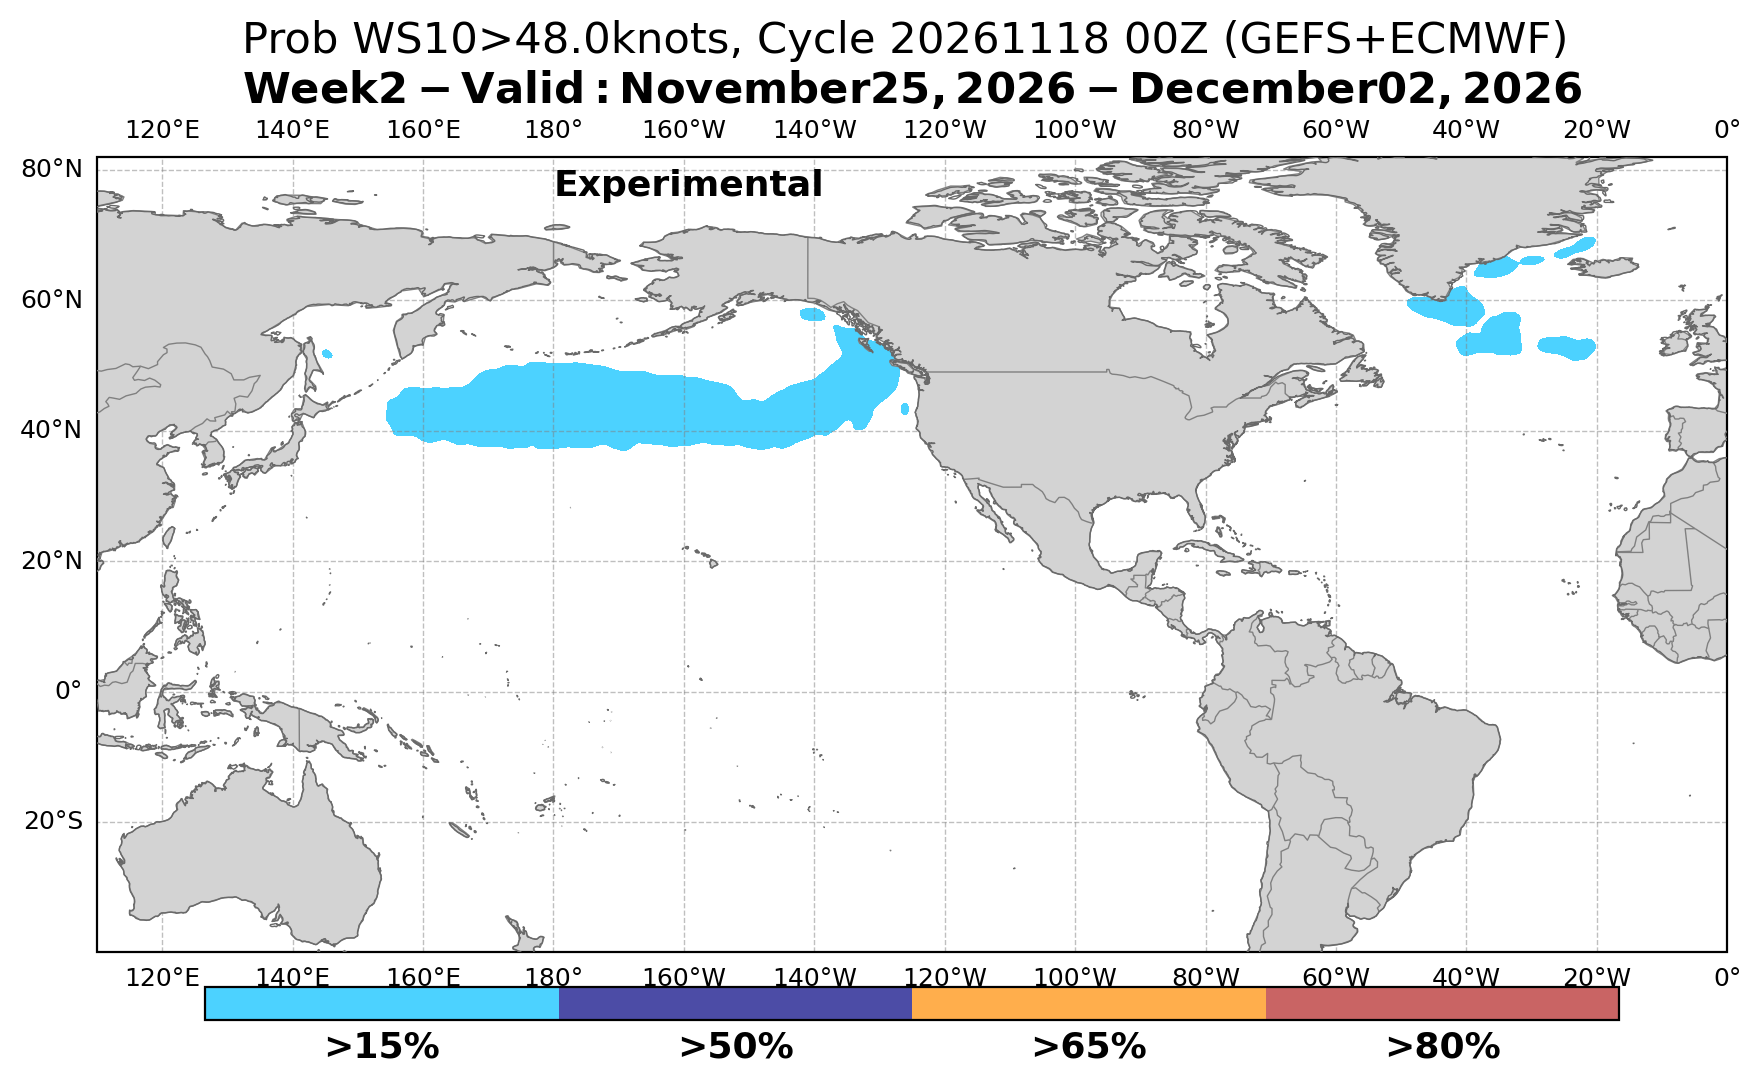 Prob WS10>48.0knots, Cycle 20261118 00Z (GEFS+ECMWF)
Week2 − Valid : November25, 2026 − December02, 2026
120°E 140°E 160°E 180° 160°W 140°W 120°W 100°W 80°W 60°W 40°W 20°W 0°
80°N
Experimental
60°N
40°N
20°N
0°
20°S
120°E 140°E 160°E 180° 160°W 140°W 120°W 100°W 80°W 60°W 40°W 20°W 0°
>15% >50% >65% >80%